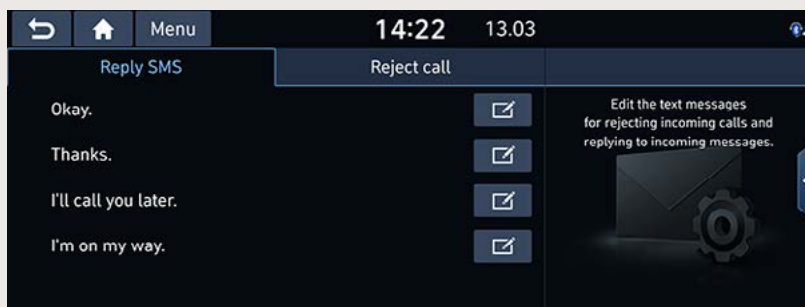 Menu 14:22 13.03
Reply SMS Reject call
Okay.
Thanks.
I'll call you later.
I'm on my way.
Edit the text messages
for rejecting incoming calls and
replying to incoming messages.